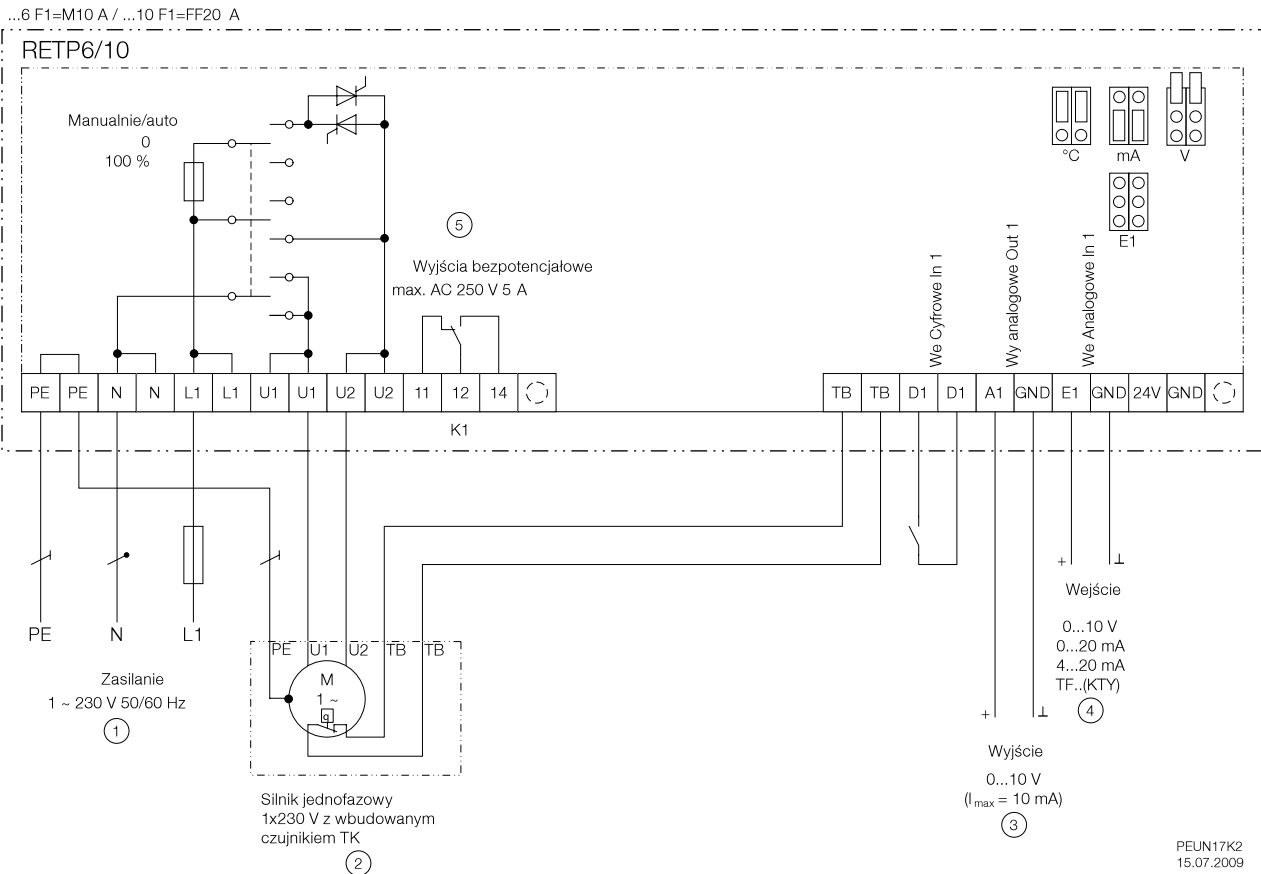 ...6 F1=M10 A / ...10 F1=FF20 A
RETP6/10
Manualnie/auto
0
100 %
°C
mA
V
E1
5
Wyjścia bezpotencjałowe
max. AC 250 V 5 A
We Cyfrowe In 1
Wy analogowe Out 1
We Analogowe In 1
PE PE N N L1 L1 U1 U1 U2 U2 11 12 14
TB TB D1 D1 A1 GND E1 GND 24V GND
K1
PE N L1
Zasilanie
1 ~ 230 V 50/60 Hz
1
PE U1 U2 TB TB
M
1 ~
q
Silnik jednofazowy
1x230 V z wbudowanym
czujnikiem TK
2
+ ⊥
Wejście
0...10 V
0...20 mA
4...20 mA
TF..(KTY)
4
+ ⊥
Wyjście
0...10 V
(I max = 10 mA)
3
PEUN17K2
15.07.2009